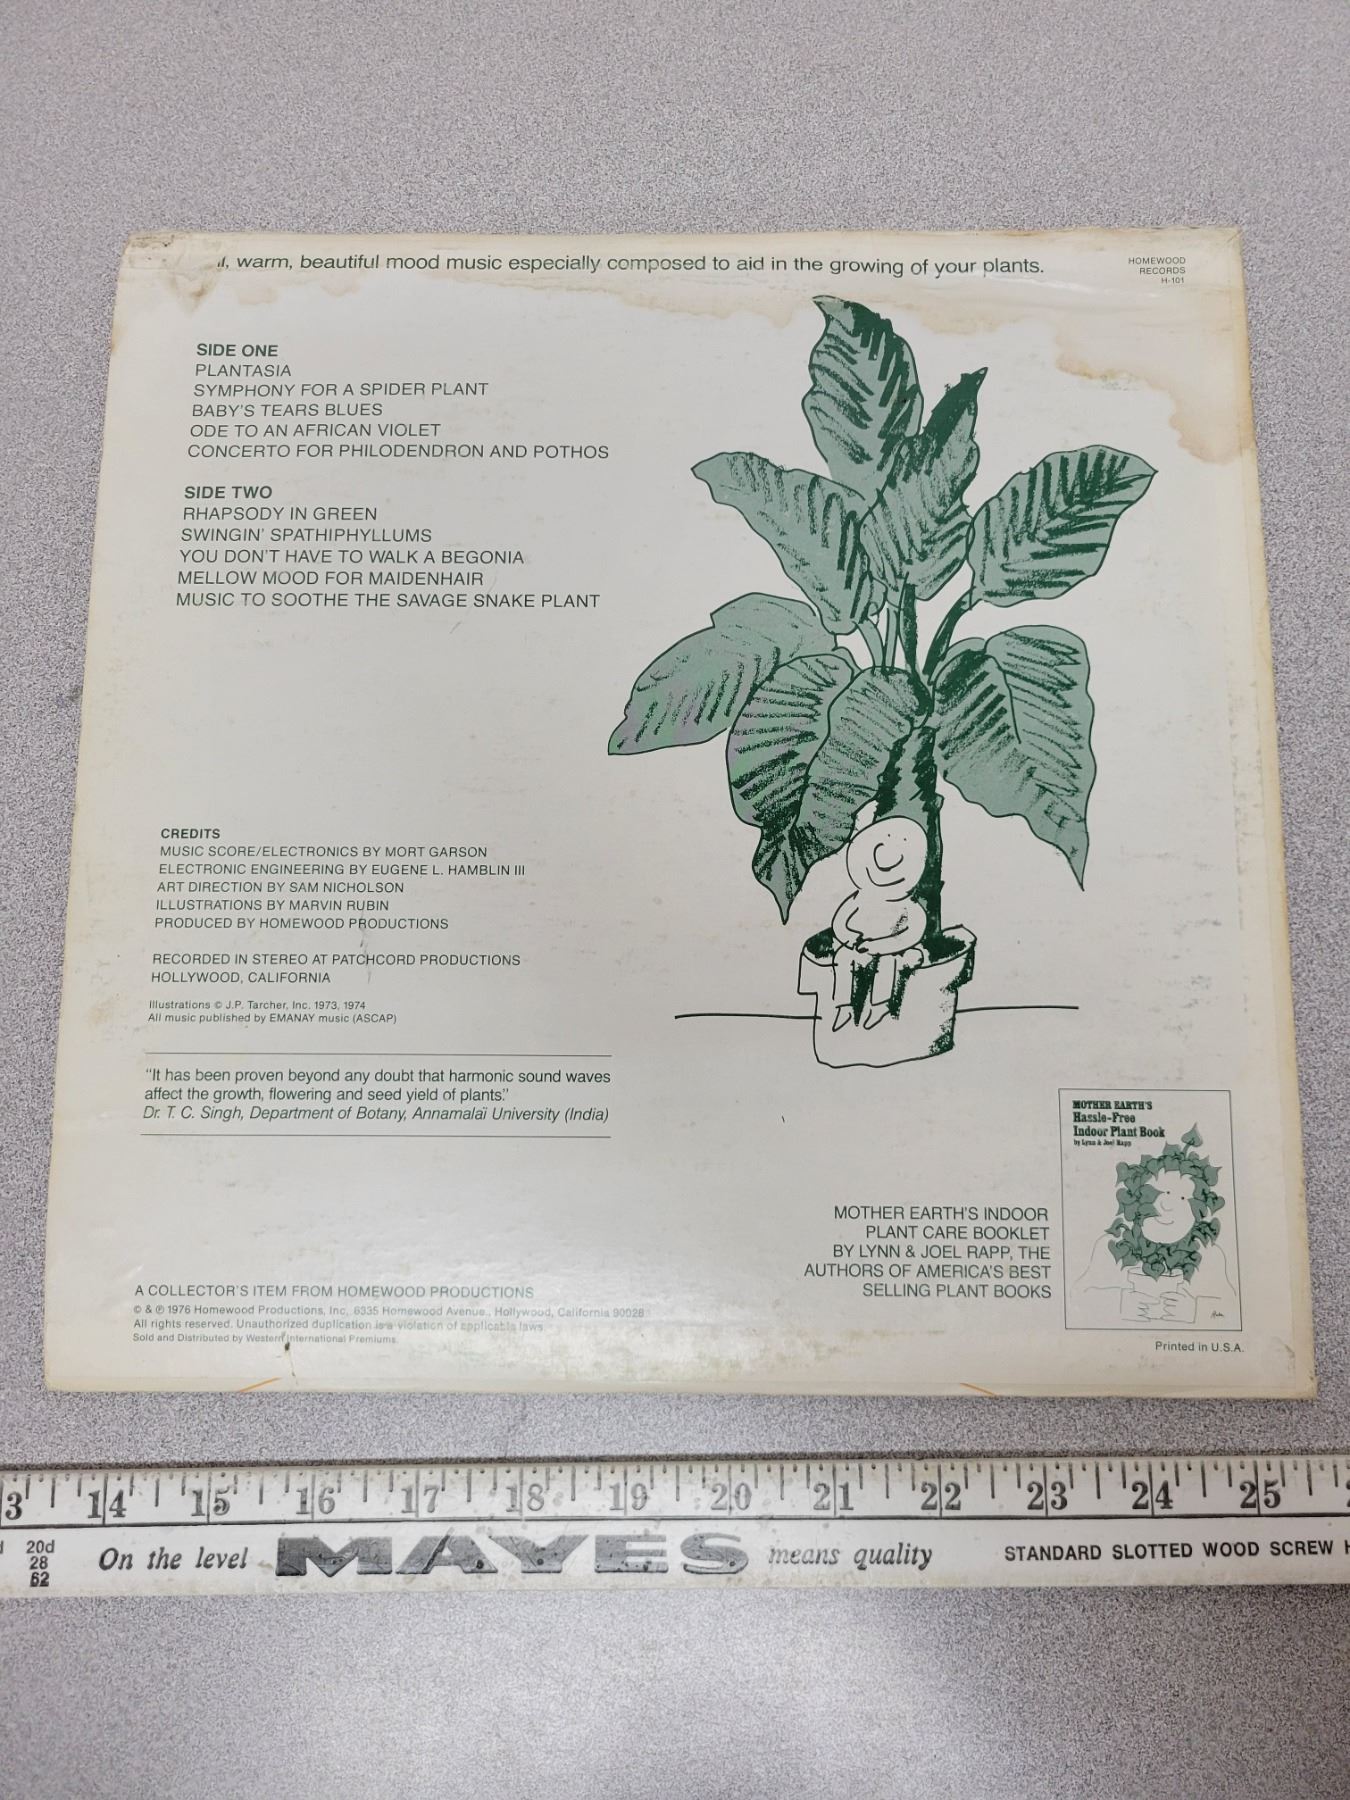 warm, beautiful mood music especially composed to aid in the growing of your plants.
HOMEWOOD
RECORDS
H-101
SIDE ONE
PLANTASIA
SYMPHONY FOR A SPIDER PLANT
BABY'S TEARS BLUES
ODE TO AN AFRICAN VIOLET
CONCERTO FOR PHILODENDRON AND POTHOS
SIDE TWO
RHAPSODY IN GREEN
SWINGIN' SPATHIPHYLLUMS
YOU DON'T HAVE TO WALK A BEGONIA
MELLOW MOOD FOR MAIDENHAIR
MUSIC TO SOOTHE THE SAVAGE SNAKE PLANT
CREDITS
MUSIC SCORE/ELECTRONICS BY MORT GARSON
ELECTRONIC ENGINEERING BY EUGENE L. HAMBLIN III
ART DIRECTION BY SAM NICHOLSON
ILLUSTRATIONS BY MARVIN RUBIN
PRODUCED BY HOMEWOOD PRODUCTIONS
RECORDED IN STEREO AT PATCHCORD PRODUCTIONS
HOLLYWOOD, CALIFORNIA
Illustrations © J.P. Tarcher, Inc. 1973, 1974
All music published by EMANAY music (ASCAP)
"It has been proven beyond any doubt that harmonic sound waves
affect the growth, flowering and seed yield of plants."
Dr. T. C. Singh, Department of Botany, Annamalaï University (India)
MOTHER EARTH'S
Hassle-Free
Indoor Plant Book
by Lynn & Joel Rapp
MOTHER EARTH'S INDOOR
PLANT CARE BOOKLET
BY LYNN & JOEL RAPP, THE
AUTHORS OF AMERICA'S BEST
SELLING PLANT BOOKS
A COLLECTOR'S ITEM FROM HOMEWOOD PRODUCTIONS
© & ℗ 1976 Homewood Productions, Inc, 6335 Homewood Avenue., Hollywood, California 90028
All rights reserved. Unauthorized duplication is a violation of applicable laws.
Sold and Distributed by Western International Premiums.
Printed in U.S.A.
3 14 15 16 17 18 19 20 21 22 23 24 25
20d
28
62
On the level MAYES means quality STANDARD SLOTTED WOOD SCREW